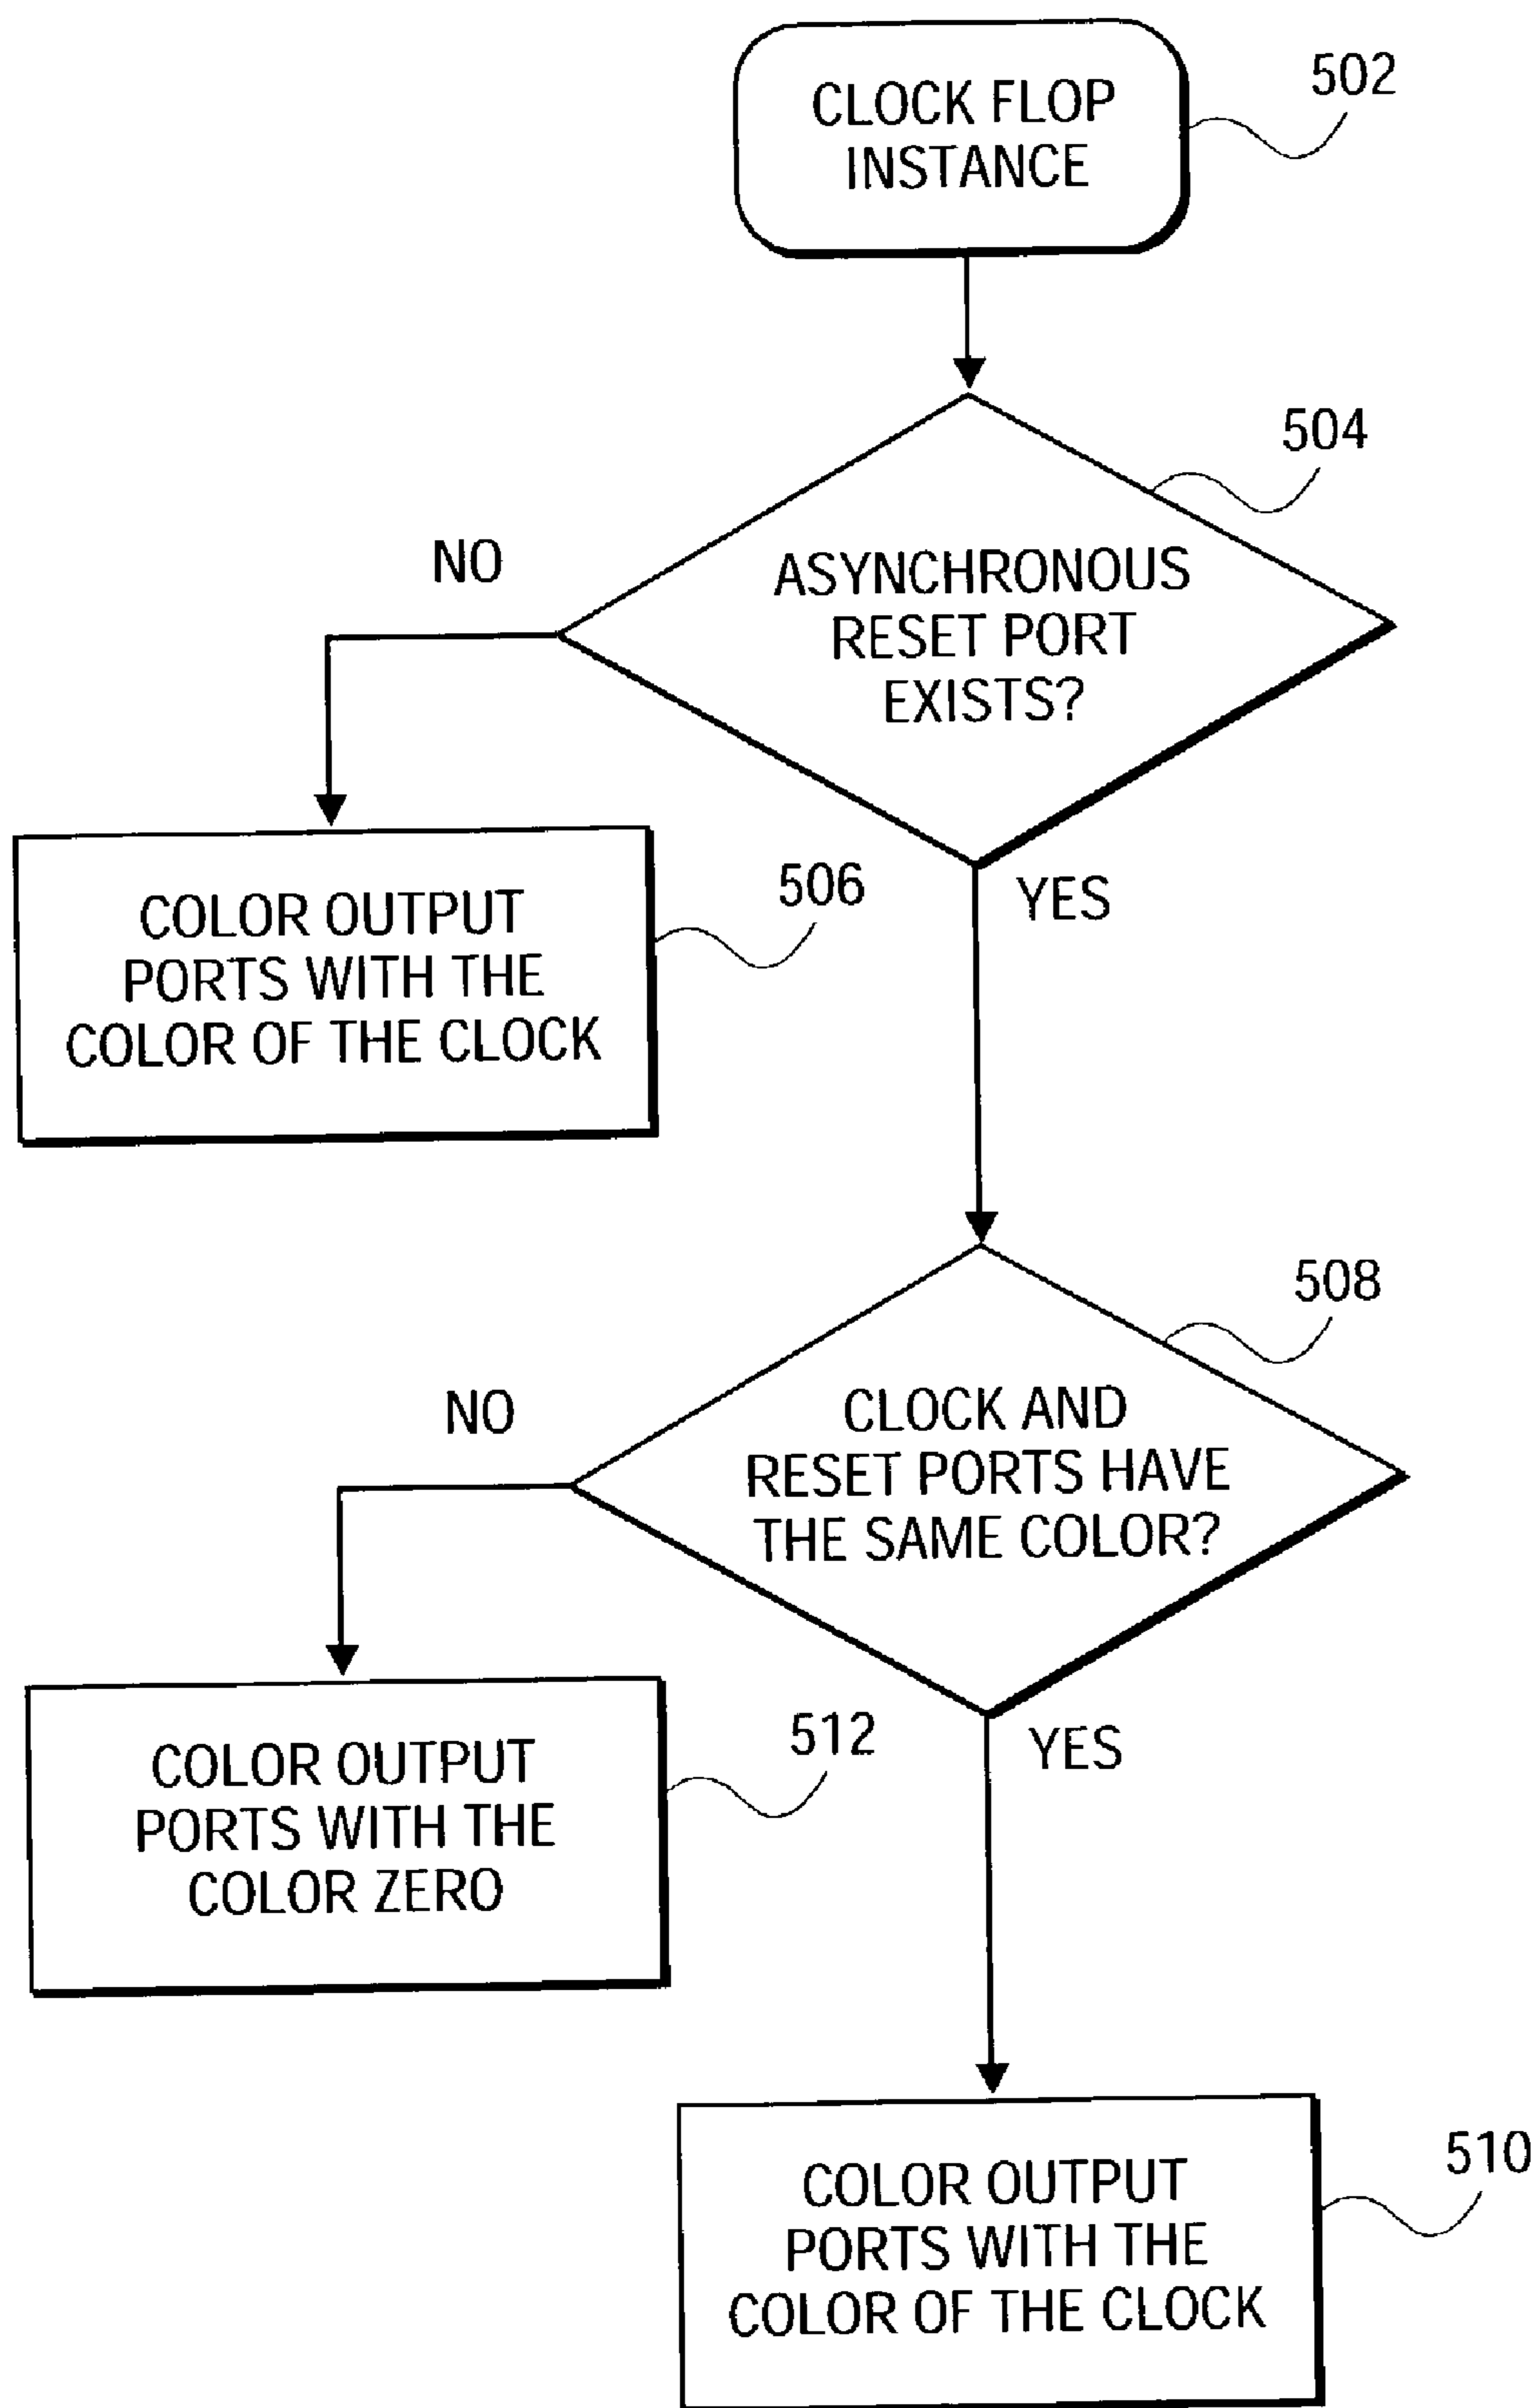 CLOCK FLOP
INSTANCE
502
504
ASYNCHRONOUS
RESET PORT
EXISTS?
NO
YES
COLOR OUTPUT
PORTS WITH THE
COLOR OF THE CLOCK
506
508
CLOCK AND
RESET PORTS HAVE
THE SAME COLOR?
NO
YES
COLOR OUTPUT
PORTS WITH THE
COLOR ZERO
512
COLOR OUTPUT
PORTS WITH THE
COLOR OF THE CLOCK
510